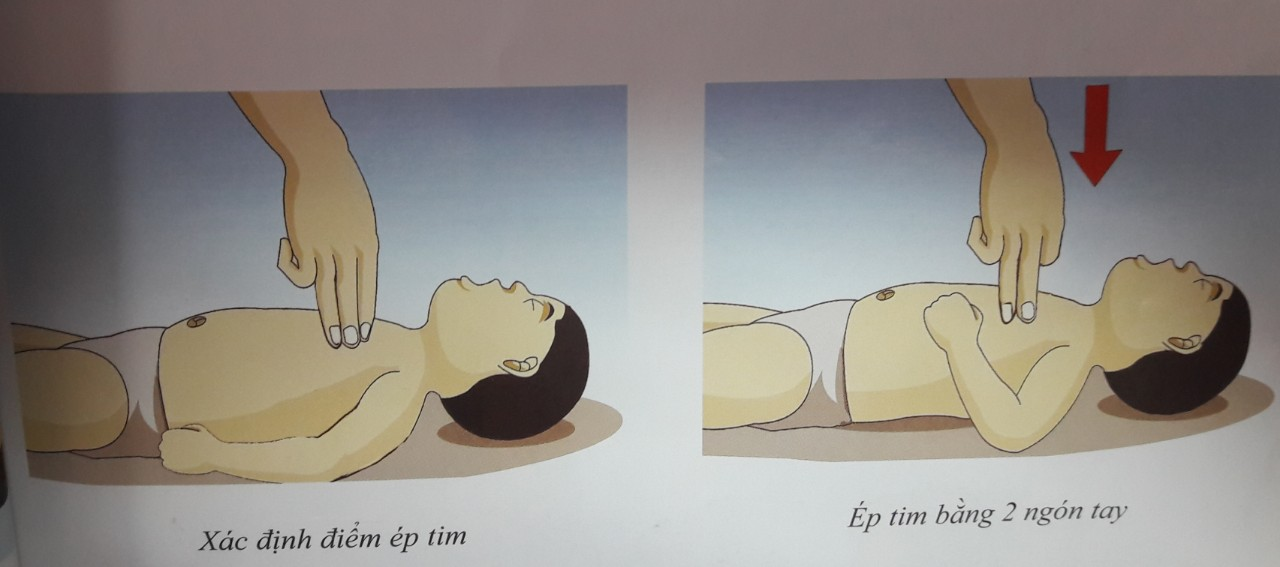 Xác định điểm ép tim
Ép tim bằng 2 ngón tay